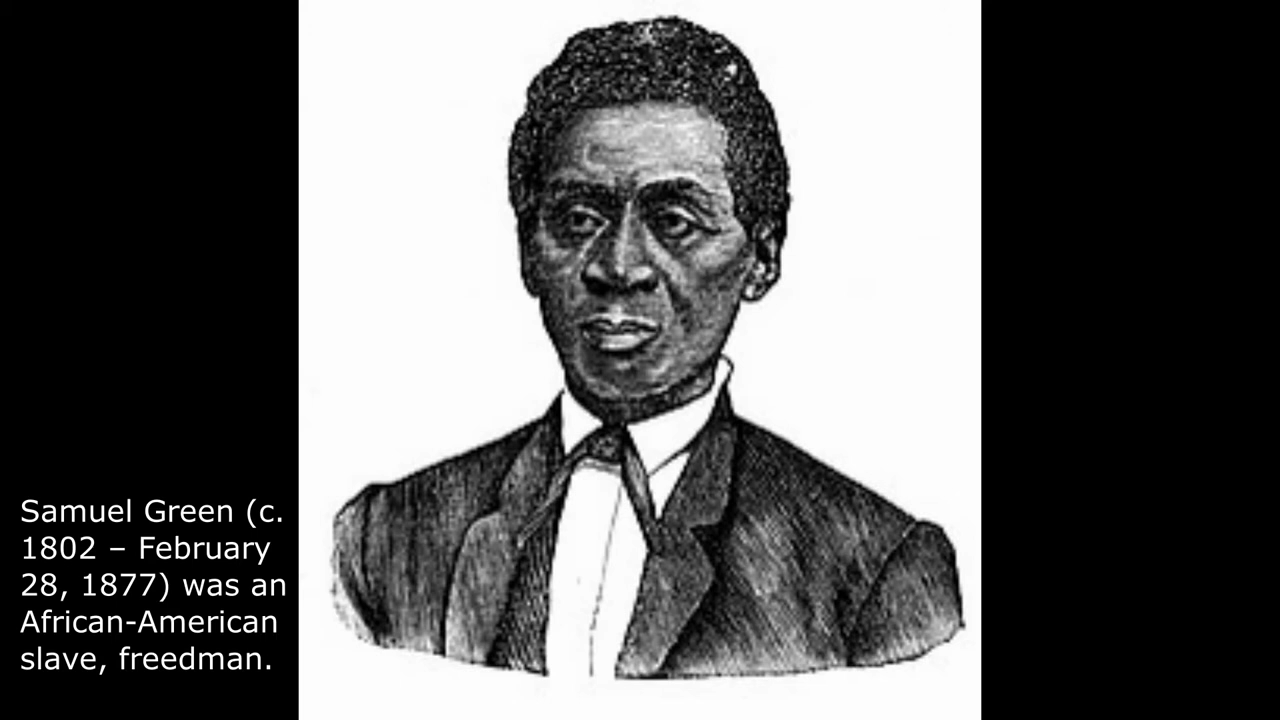 Samuel Green (c.
1802 – February
28, 1877) was an
African-American
slave, freedman.